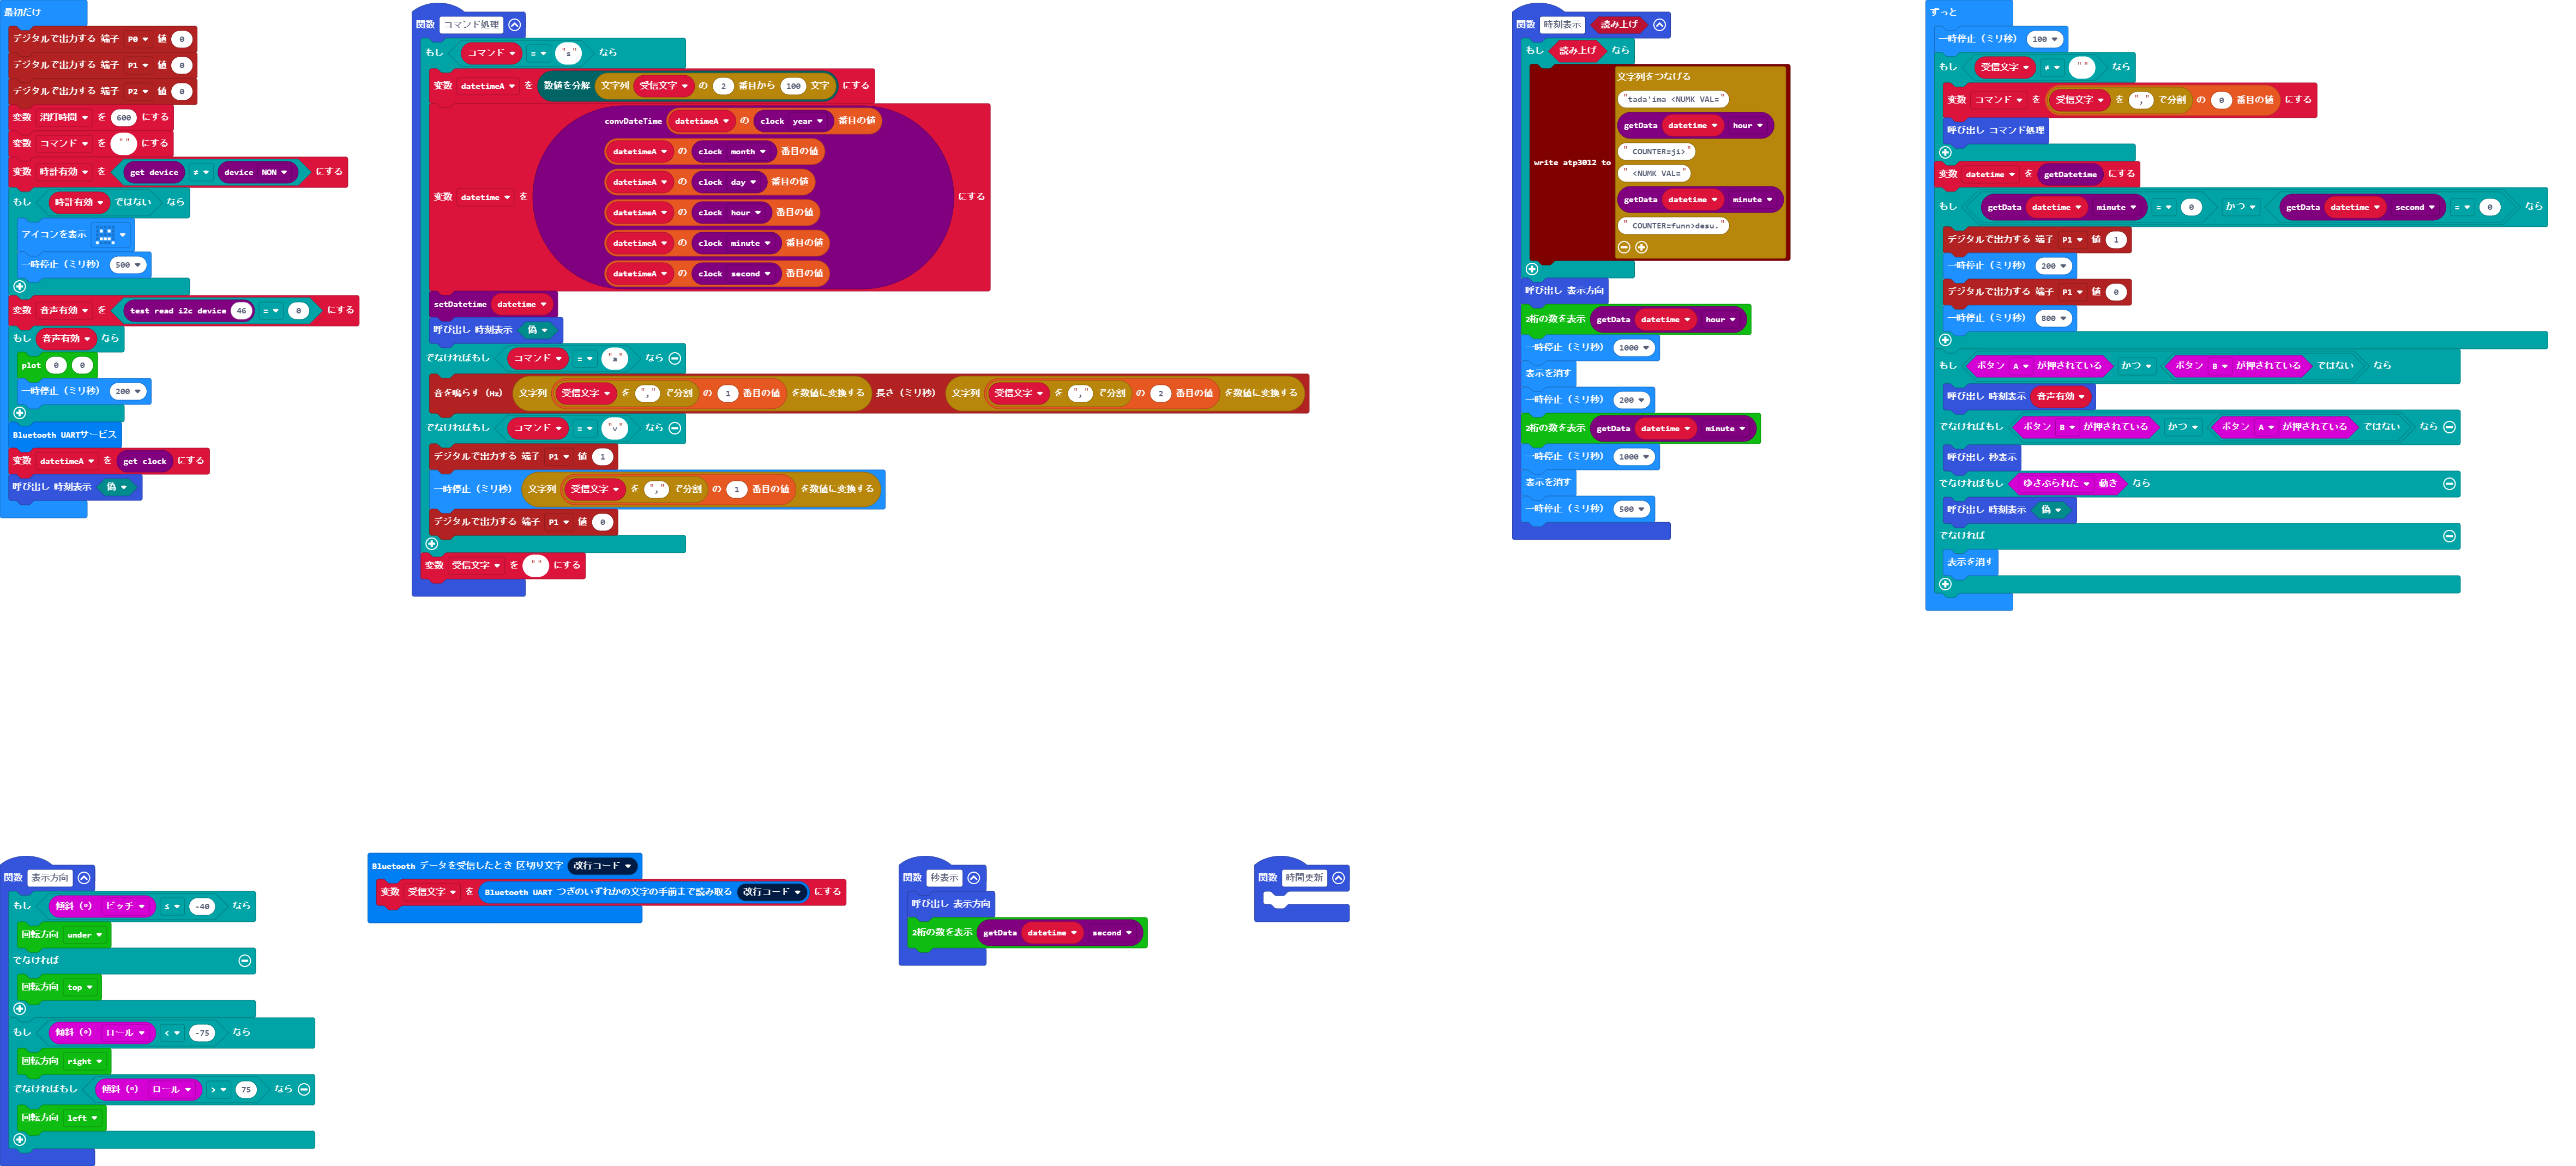 最初だけ
デジタルで出力する 端子 P0 値 0
デジタルで出力する 端子 P1 値 0
デジタルで出力する 端子 P2 値 0
変数 消灯時間 を 600 にする
変数 コマンド を "" にする
変数 時計有効 を get device ≠ device NON にする
もし 時計有効 ではない なら
アイコンを表示
一時停止（ミリ秒） 500
変数 音声有効 を test read i2c device 46 = 0 にする
もし 音声有効 なら
plot 0 0
一時停止（ミリ秒） 200
Bluetooth UARTサービス
変数 datetimeA を get clock にする
呼び出し 時刻表示 偽
関数 コマンド処理
もし コマンド = "s" なら
変数 datetimeA を 数値を分解 文字列 受信文字 の 2 番目から 100 文字 にする
変数 datetime を convDateTime datetimeA の clock year 番目の値
datetimeA の clock month 番目の値
datetimeA の clock day 番目の値
datetimeA の clock hour 番目の値
datetimeA の clock minute 番目の値
datetimeA の clock second 番目の値 にする
setDatetime datetime
呼び出し 時刻表示 偽
でなければもし コマンド = "a" なら
音を鳴らす（Hz） 文字列 受信文字 を "," で分割 の 1 番目の値 を数値に変換する 長さ（ミリ秒） 文字列 受信文字 を "," で分割 の 2 番目の値 を数値に変換する
でなければもし コマンド = "v" なら
デジタルで出力する 端子 P1 値 1
一時停止（ミリ秒） 文字列 受信文字 を "," で分割 の 1 番目の値 を数値に変換する
デジタルで出力する 端子 P1 値 0
変数 受信文字 を "" にする
関数 時刻表示 読み上げ
もし 読み上げ なら
write atp3012 to 文字列をつなげる
"tada'ima <NUMK VAL="
getData datetime hour
" COUNTER=ji>"
" <NUMK VAL="
getData datetime minute
" COUNTER=funn>desu."
呼び出し 表示方向
2桁の数を表示 getData datetime hour
一時停止（ミリ秒） 1000
表示を消す
一時停止（ミリ秒） 200
2桁の数を表示 getData datetime minute
一時停止（ミリ秒） 1000
表示を消す
一時停止（ミリ秒） 500
ずっと
一時停止（ミリ秒） 100
もし 受信文字 ≠ "" なら
変数 コマンド を 受信文字 を "," で分割 の 0 番目の値 にする
呼び出し コマンド処理
変数 datetime を getDatetime にする
もし getData datetime minute = 0 かつ getData datetime second = 0 なら
デジタルで出力する 端子 P1 値 1
一時停止（ミリ秒） 200
デジタルで出力する 端子 P1 値 0
一時停止（ミリ秒） 800
もし ボタン A が押されている かつ ボタン B が押されている ではない なら
呼び出し 時刻表示 音声有効
でなければもし ボタン B が押されている かつ ボタン A が押されている ではない なら
呼び出し 秒表示
でなければもし ゆさぶられた 動き なら
呼び出し 時刻表示 偽
でなければ
表示を消す
関数 表示方向
もし 傾斜（°） ピッチ ≤ -40 なら
回転方向 under
でなければ
回転方向 top
もし 傾斜（°） ロール < -75 なら
回転方向 right
でなければもし 傾斜（°） ロール > 75 なら
回転方向 left
Bluetooth データを受信したとき 区切り文字 改行コード
変数 受信文字 を Bluetooth UART つぎのいずれかの文字の手前まで読み取る 改行コード にする
関数 秒表示
呼び出し 表示方向
2桁の数を表示 getData datetime second
関数 時間更新